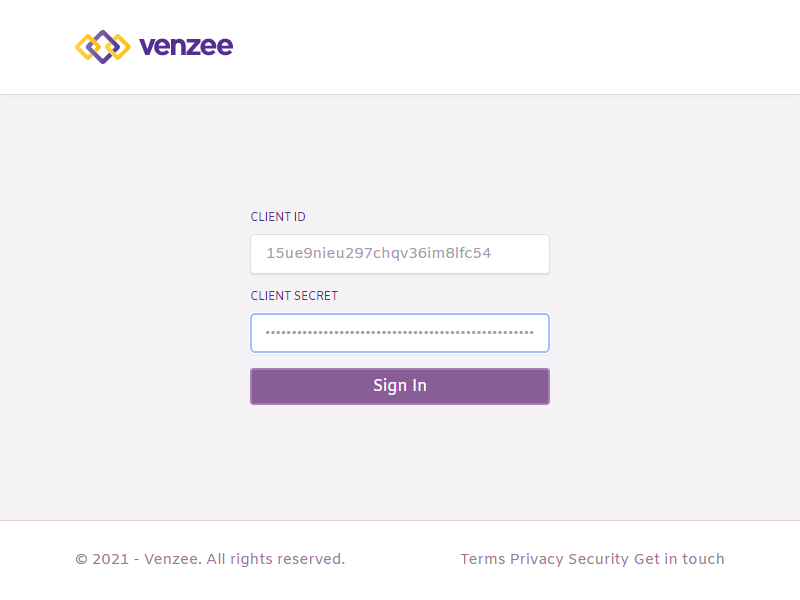 venzee
CLIENT ID
15ue9nieu297chqv36im8lfc54
CLIENT SECRET
••••••••••••••••••••••••••••••••••••••••••••••••••••
Sign In
© 2021 - Venzee. All rights reserved.
Terms Privacy Security Get in touch